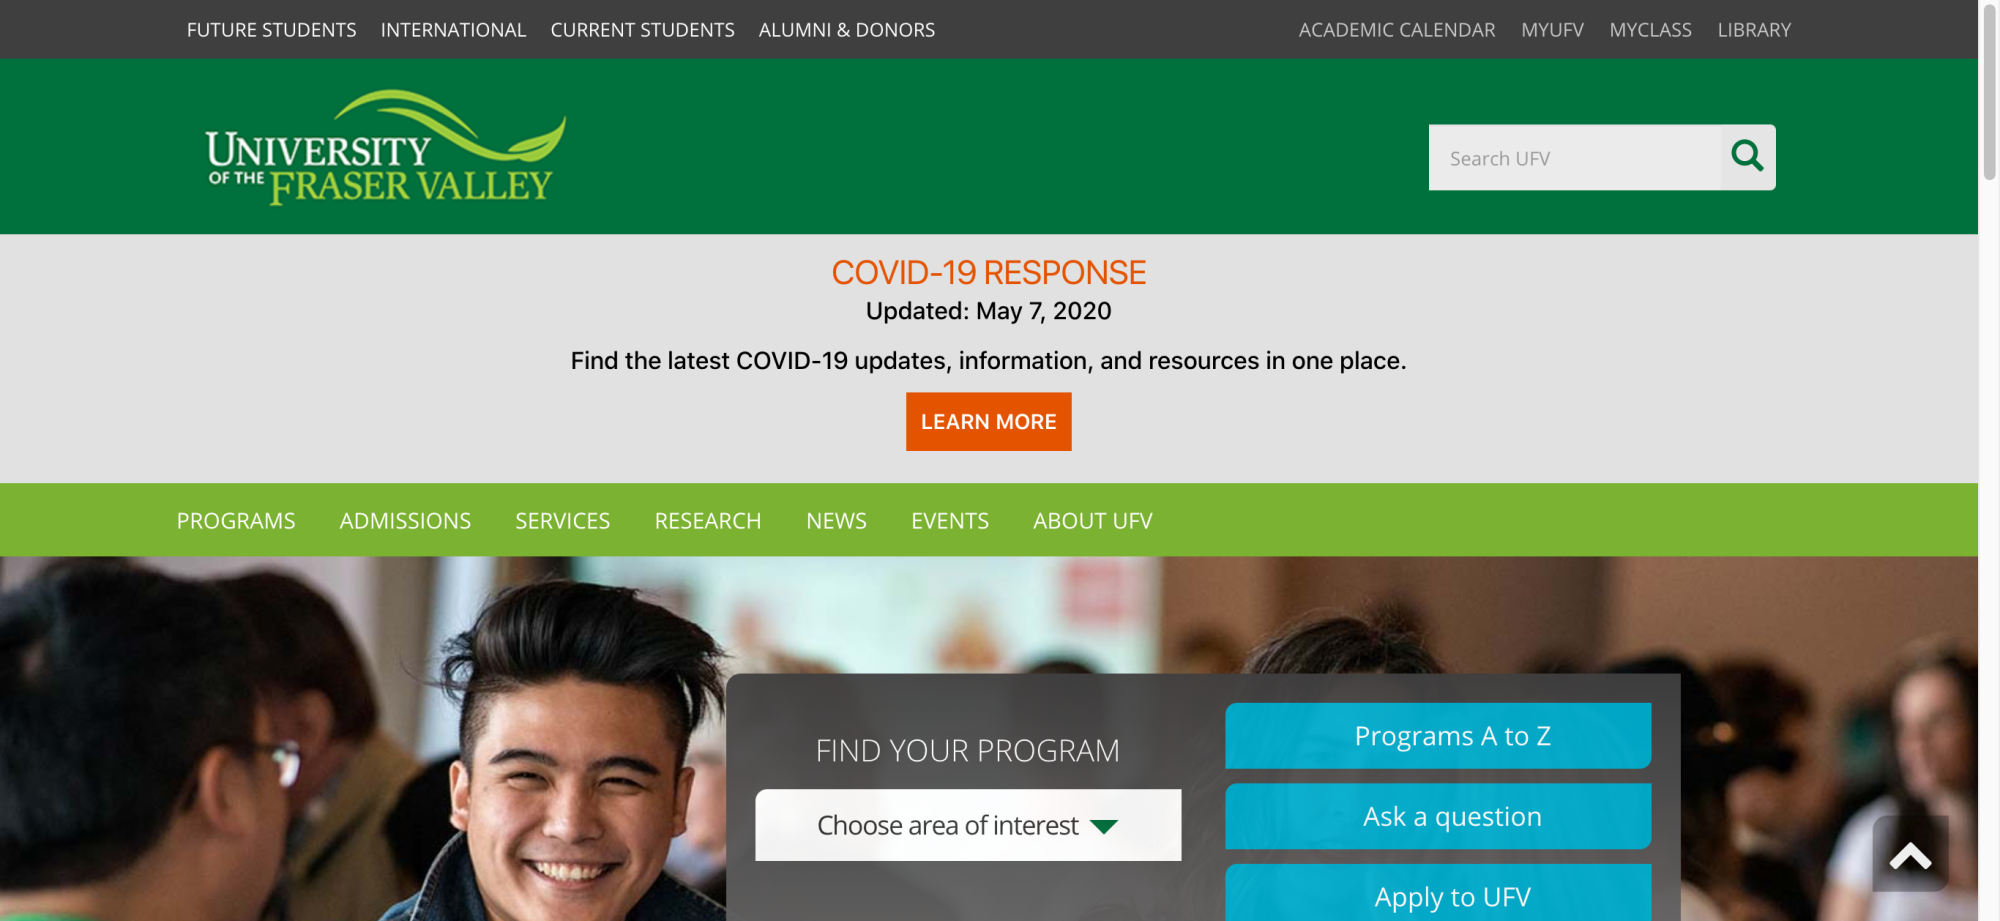 FUTURE STUDENTS INTERNATIONAL CURRENT STUDENTS ALUMNI & DONORS ACADEMIC CALENDAR MYUFV MYCLASS LIBRARY
UNIVERSITY
OF THE FRASER VALLEY
Search UFV
COVID-19 RESPONSE
Updated: May 7, 2020
Find the latest COVID-19 updates, information, and resources in one place.
LEARN MORE
PROGRAMS ADMISSIONS SERVICES RESEARCH NEWS EVENTS ABOUT UFV
FIND YOUR PROGRAM
Choose area of interest
Programs A to Z
Ask a question
Apply to UFV